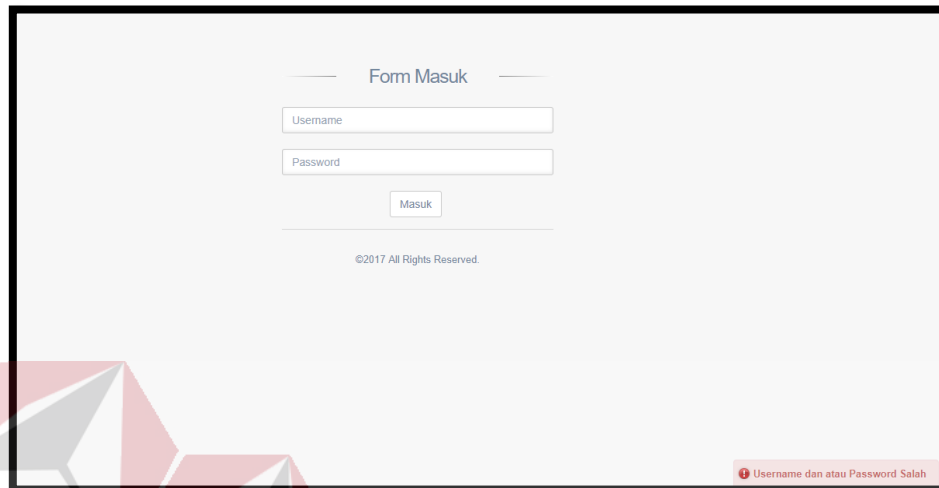 Form Masuk
Username
Password
Masuk
©2017 All Rights Reserved.
Username dan atau Password Salah